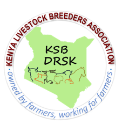 • KENYA LIVESTOCK BREEDERS ASSOCIATION •
KSB
DRSK
owned by farmers, working for farmers.